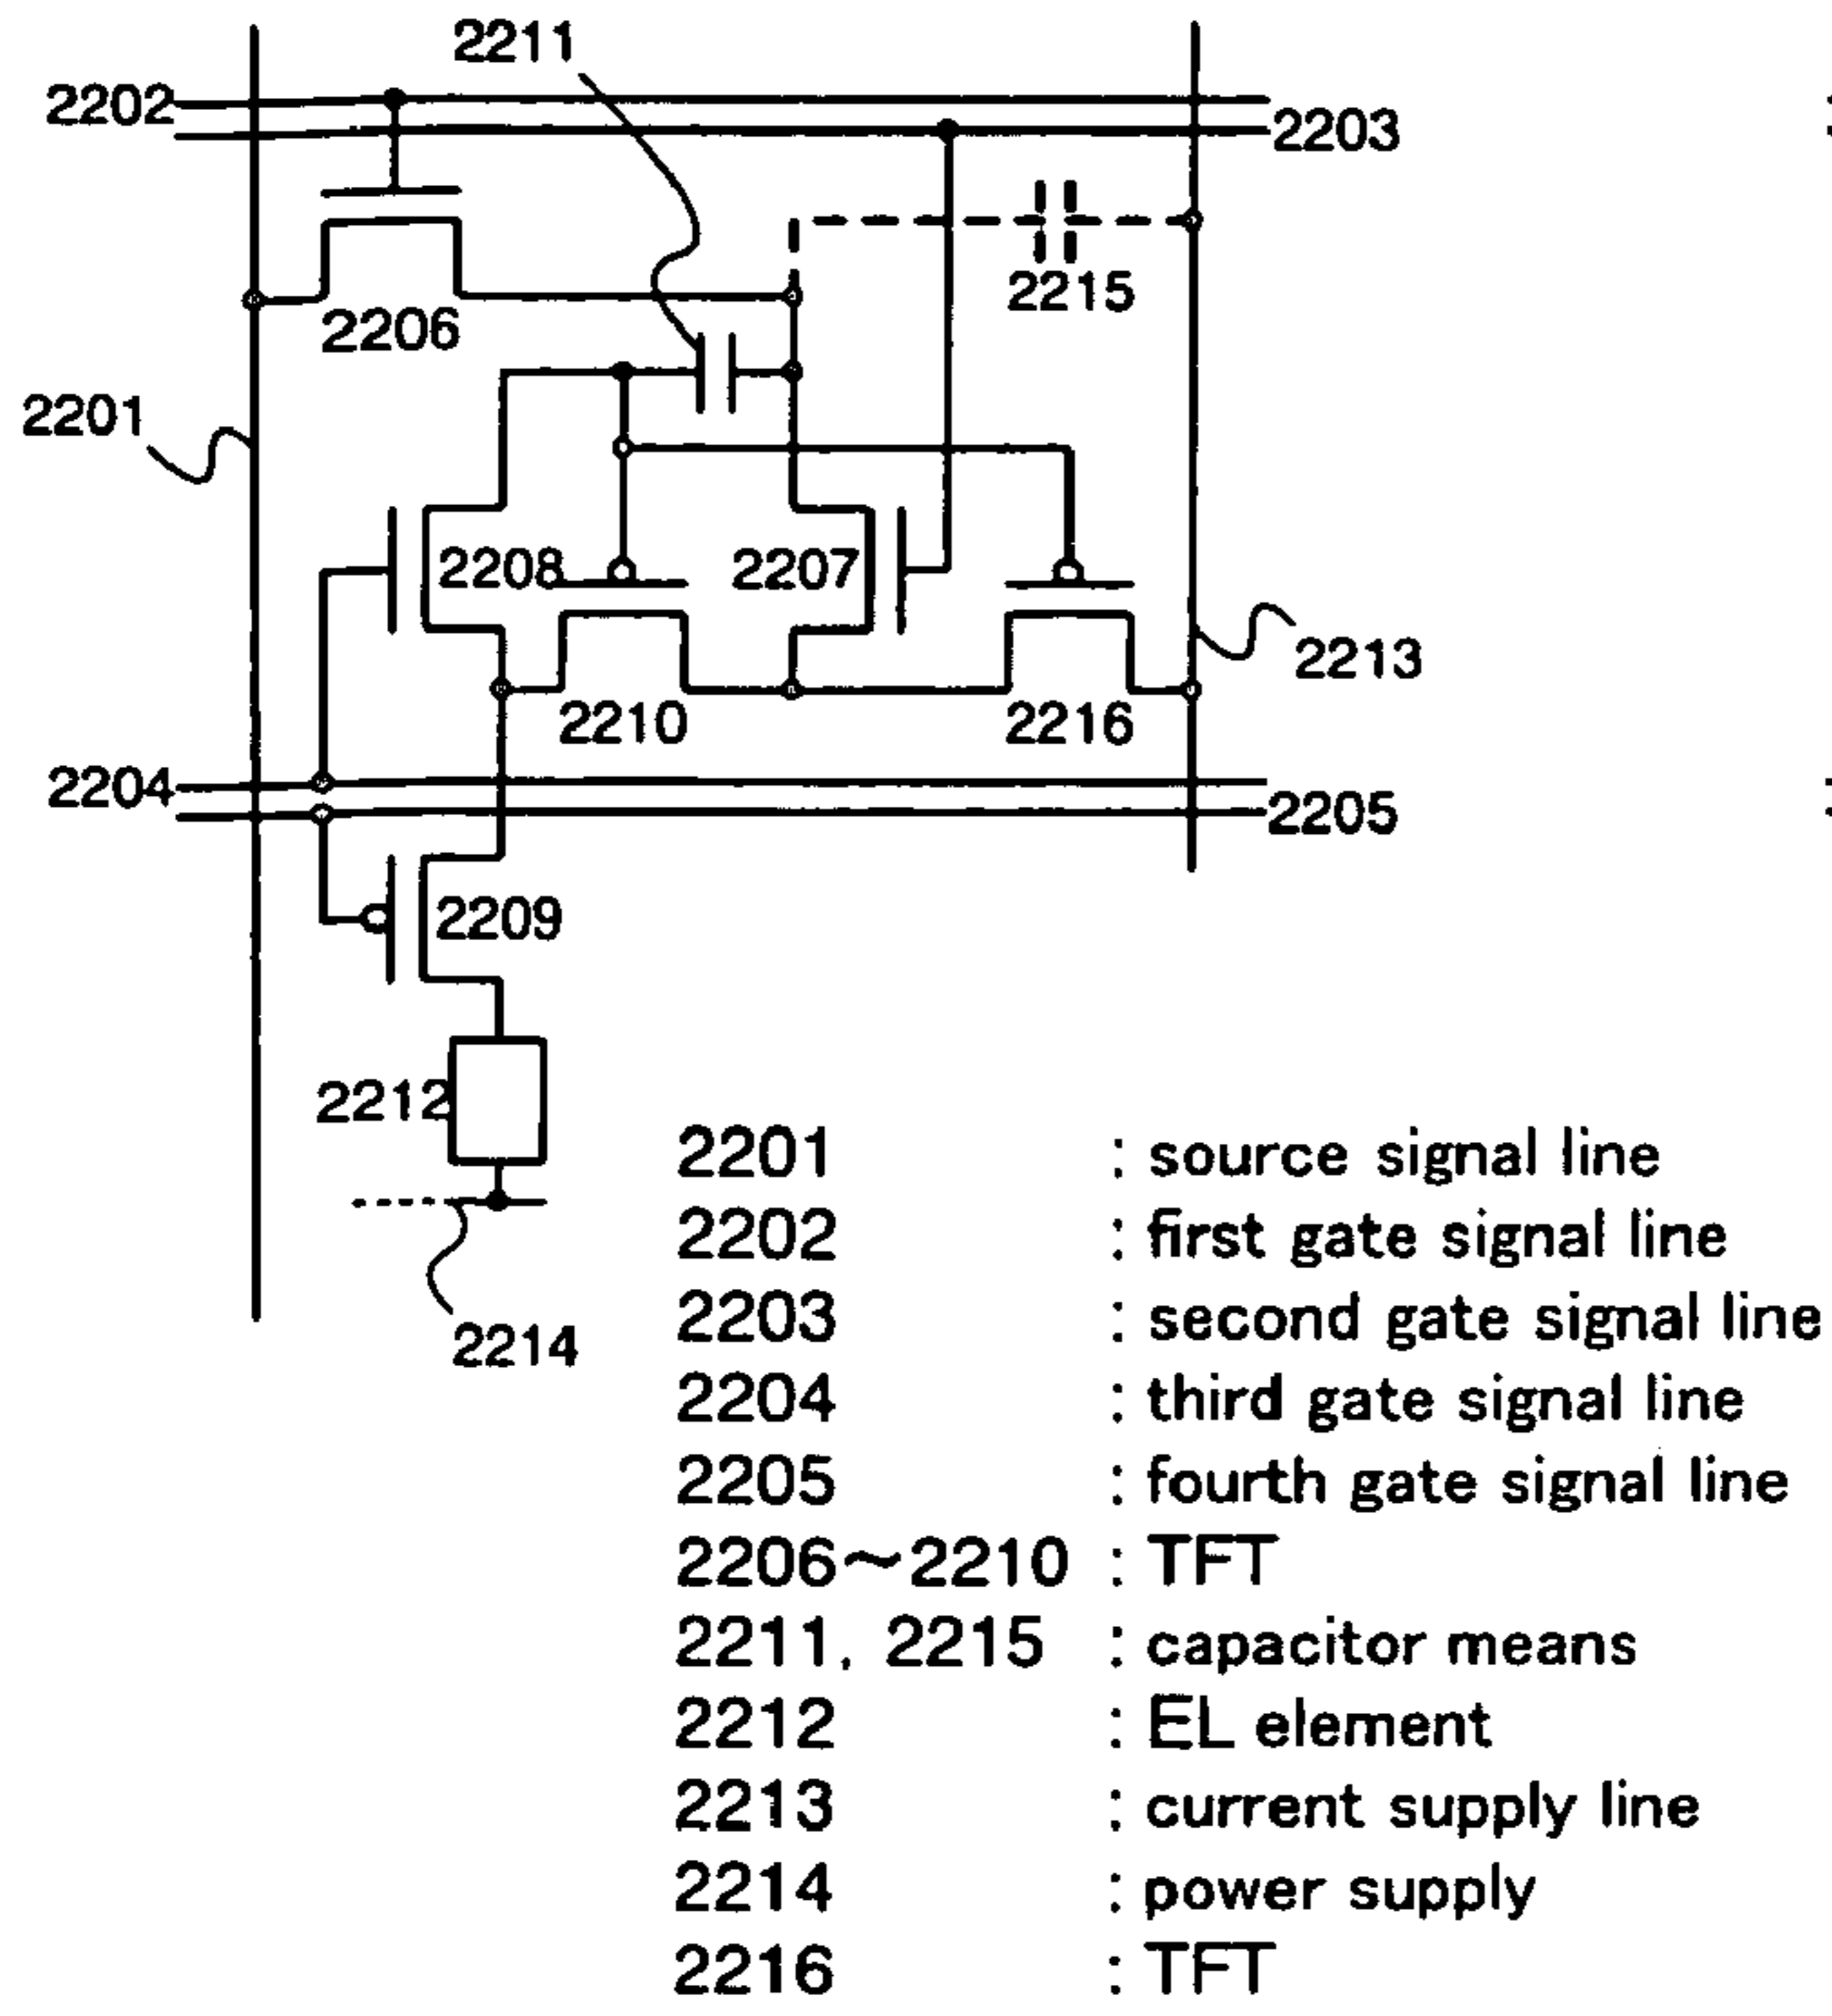 2211
2202
2203
2215
2206
2201
2208
2207
2213
2210
2216
2204
2205
2209
2212
2214
2201 : source signal line
2202 : first gate signal line
2203 : second gate signal line
2204 : third gate signal line
2205 : fourth gate signal line
2206~2210 : TFT
2211, 2215 : capacitor means
2212 : EL element
2213 : current supply line
2214 : power supply
2216 : TFT